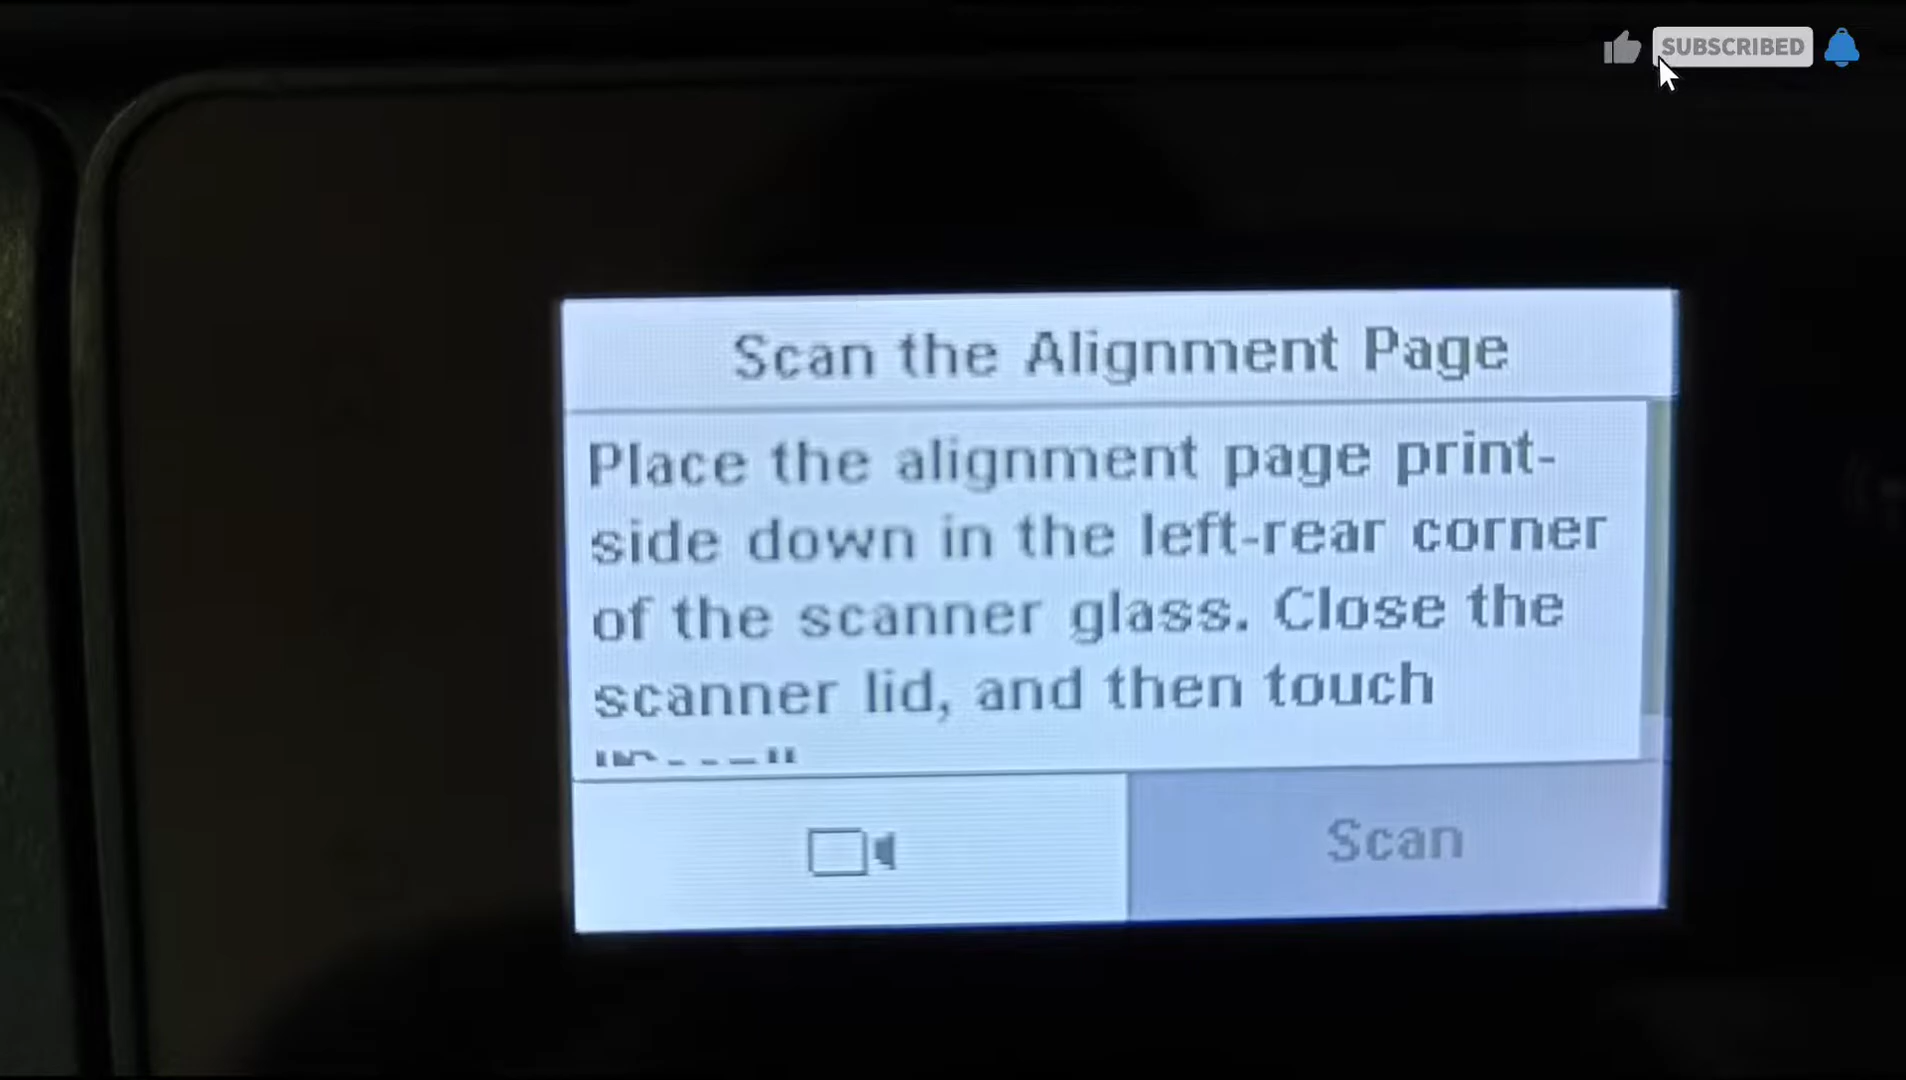 SUBSCRIBED
Scan the Alignment Page
Place the alignment page print-
side down in the left-rear corner
of the scanner glass. Close the
scanner lid, and then touch
Scan